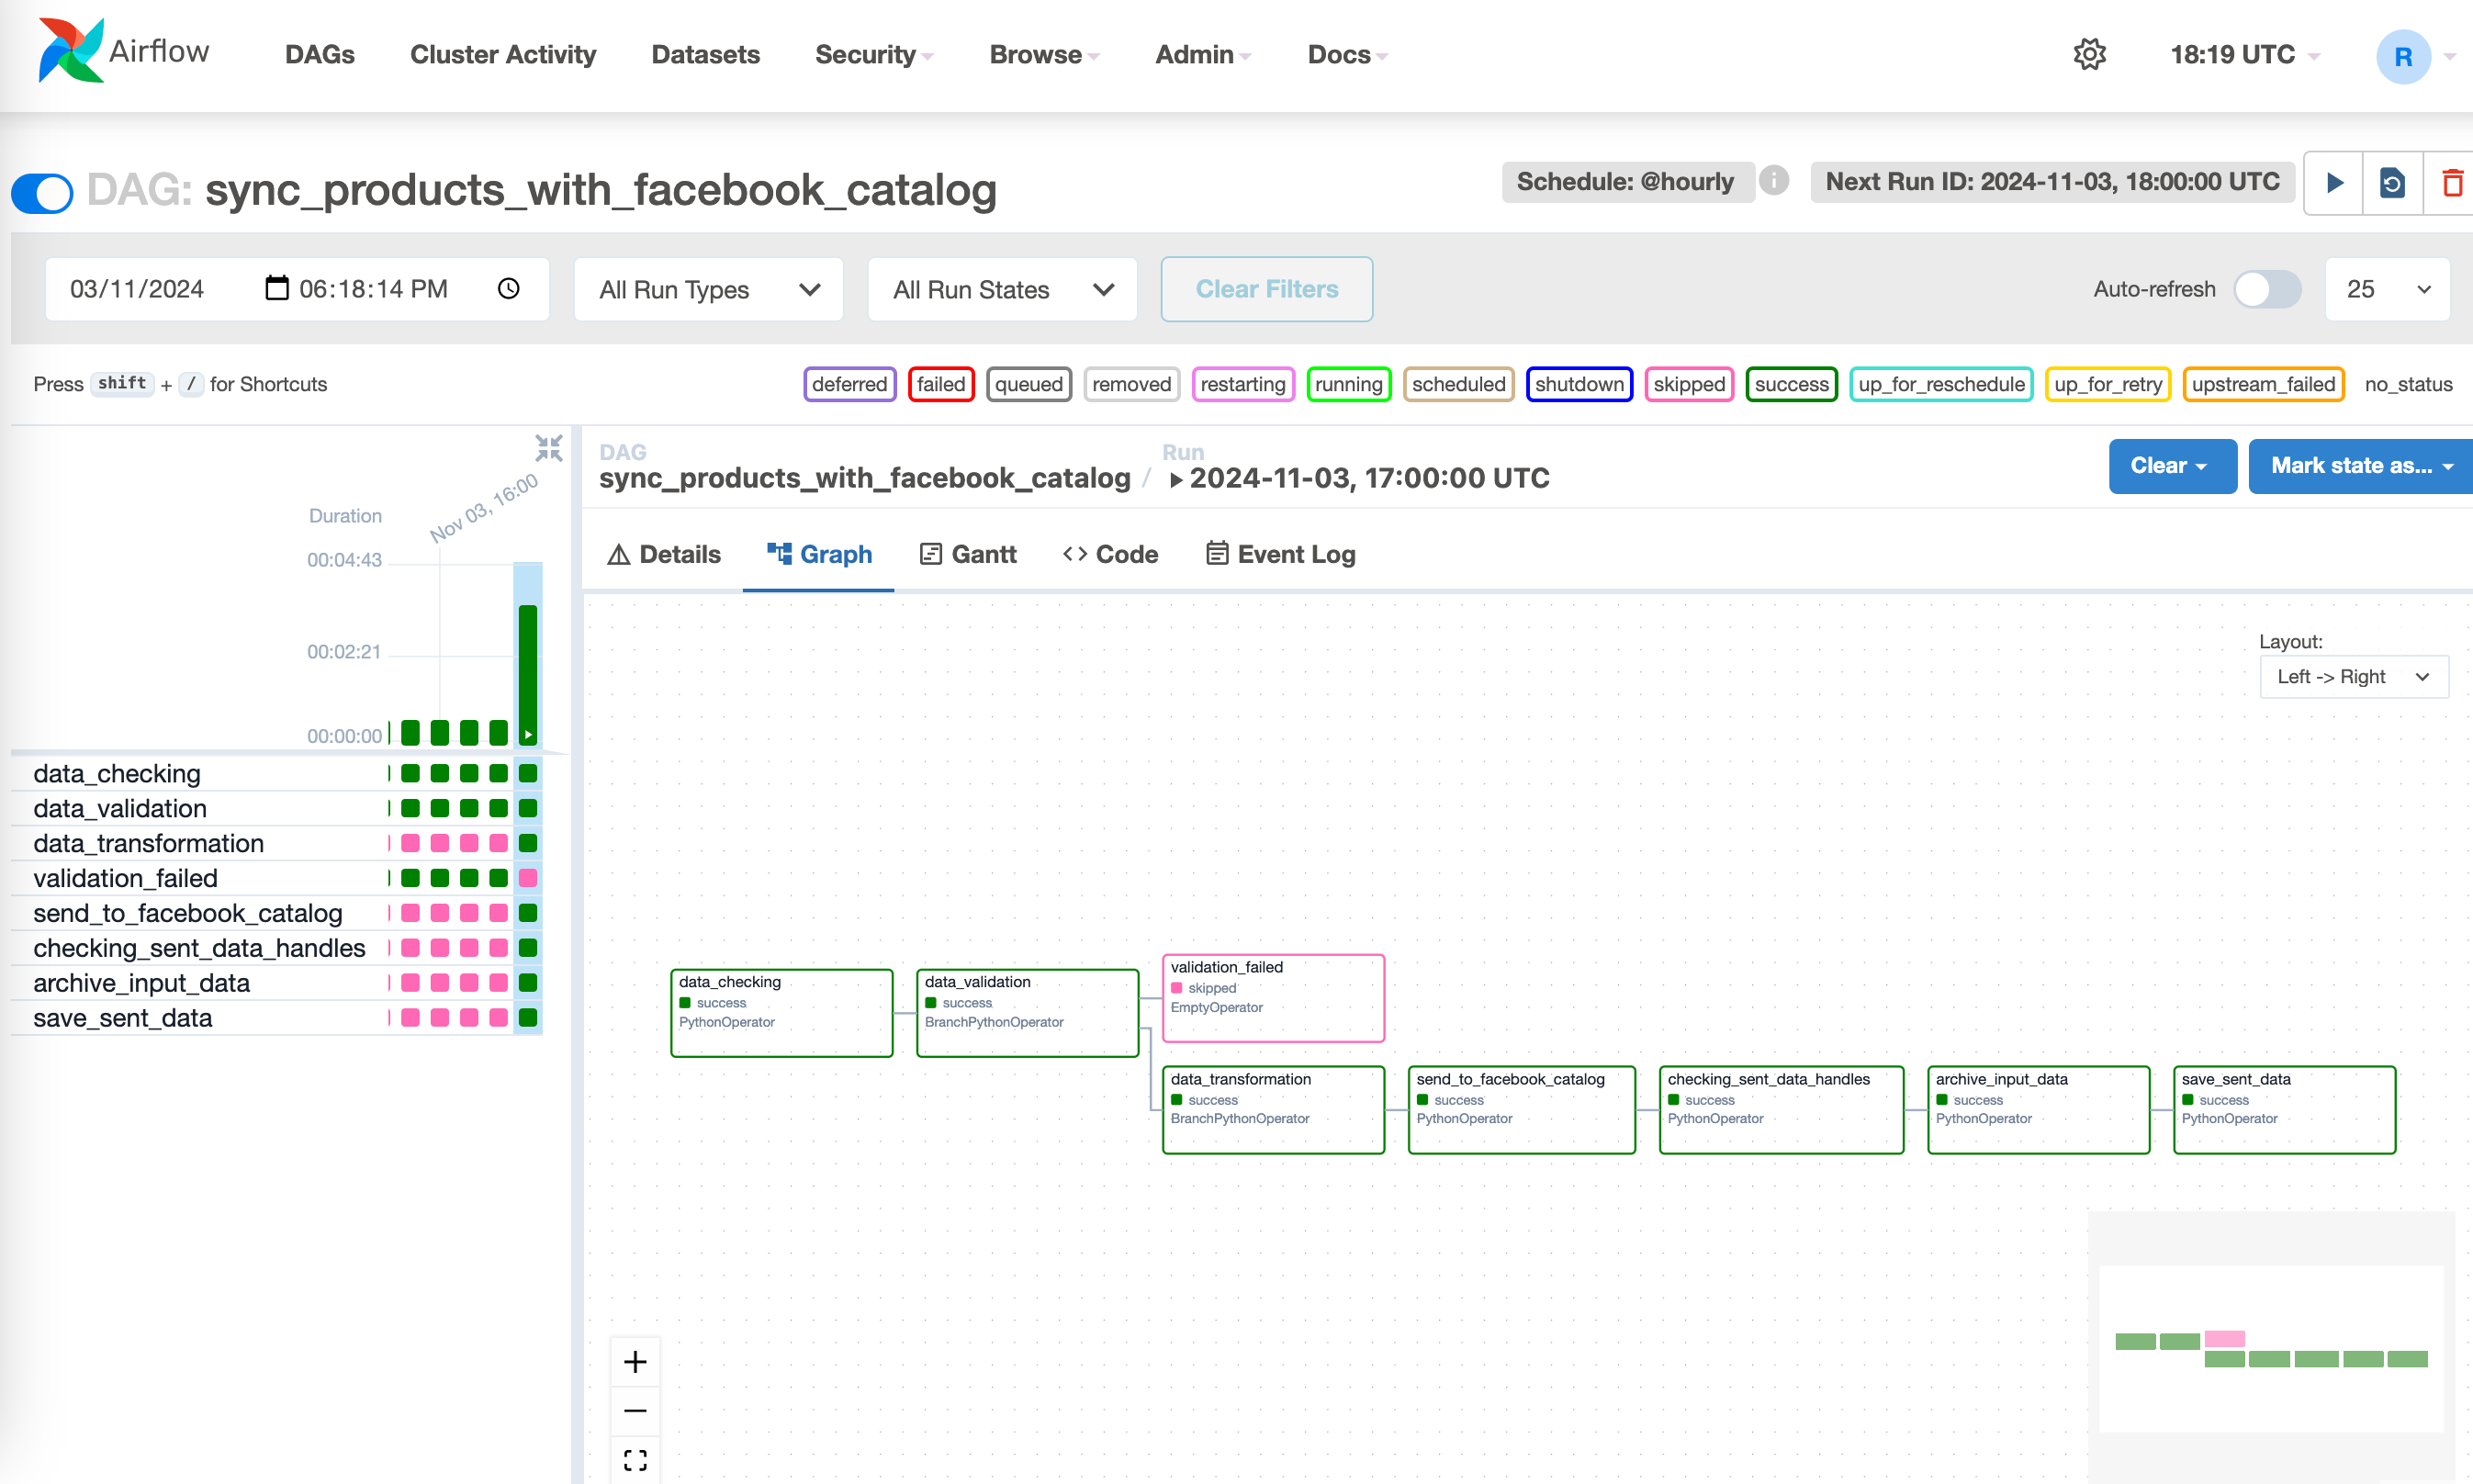 Airflow DAGs Cluster Activity Datasets Security Browse Admin Docs 18:19 UTC R
DAG: sync_products_with_facebook_catalog Schedule: @hourly Next Run ID: 2024-11-03, 18:00:00 UTC
03/11/2024 06:18:14 PM All Run Types All Run States Clear Filters Auto-refresh 25
Press shift + / for Shortcuts deferred failed queued removed restarting running scheduled shutdown skipped success up_for_reschedule up_for_retry upstream_failed no_status
Duration
Nov 03, 16:00
00:04:43
00:02:21
00:00:00
data_checking
data_validation
data_transformation
validation_failed
send_to_facebook_catalog
checking_sent_data_handles
archive_input_data
save_sent_data
DAG
sync_products_with_facebook_catalog /
Run
2024-11-03, 17:00:00 UTC
Clear
Mark state as...
Details Graph Gantt Code Event Log
Layout:
Left -> Right
data_checking
success
PythonOperator
data_validation
success
BranchPythonOperator
validation_failed
skipped
EmptyOperator
data_transformation
success
BranchPythonOperator
send_to_facebook_catalog
success
PythonOperator
checking_sent_data_handles
success
PythonOperator
archive_input_data
success
PythonOperator
save_sent_data
success
PythonOperator